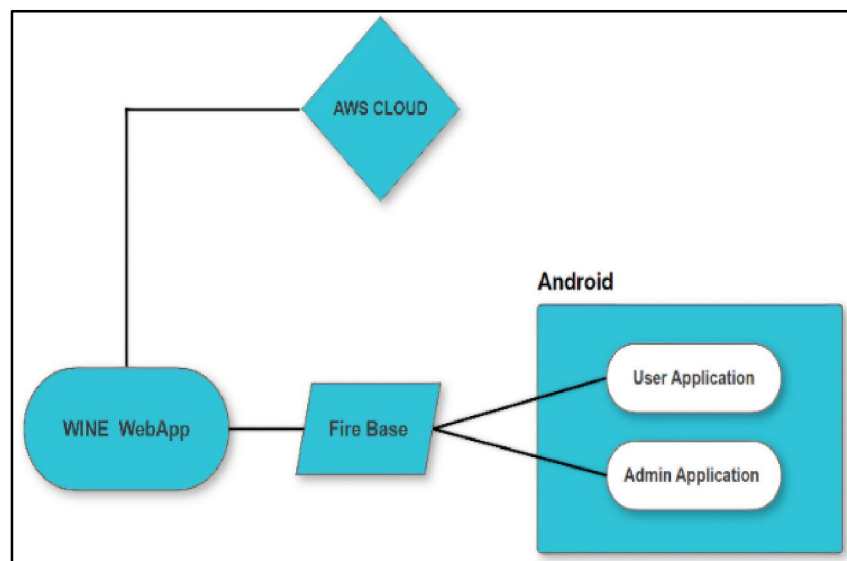 AWS CLOUD
Android
User Application
WINE WebApp
Fire Base
Admin Application